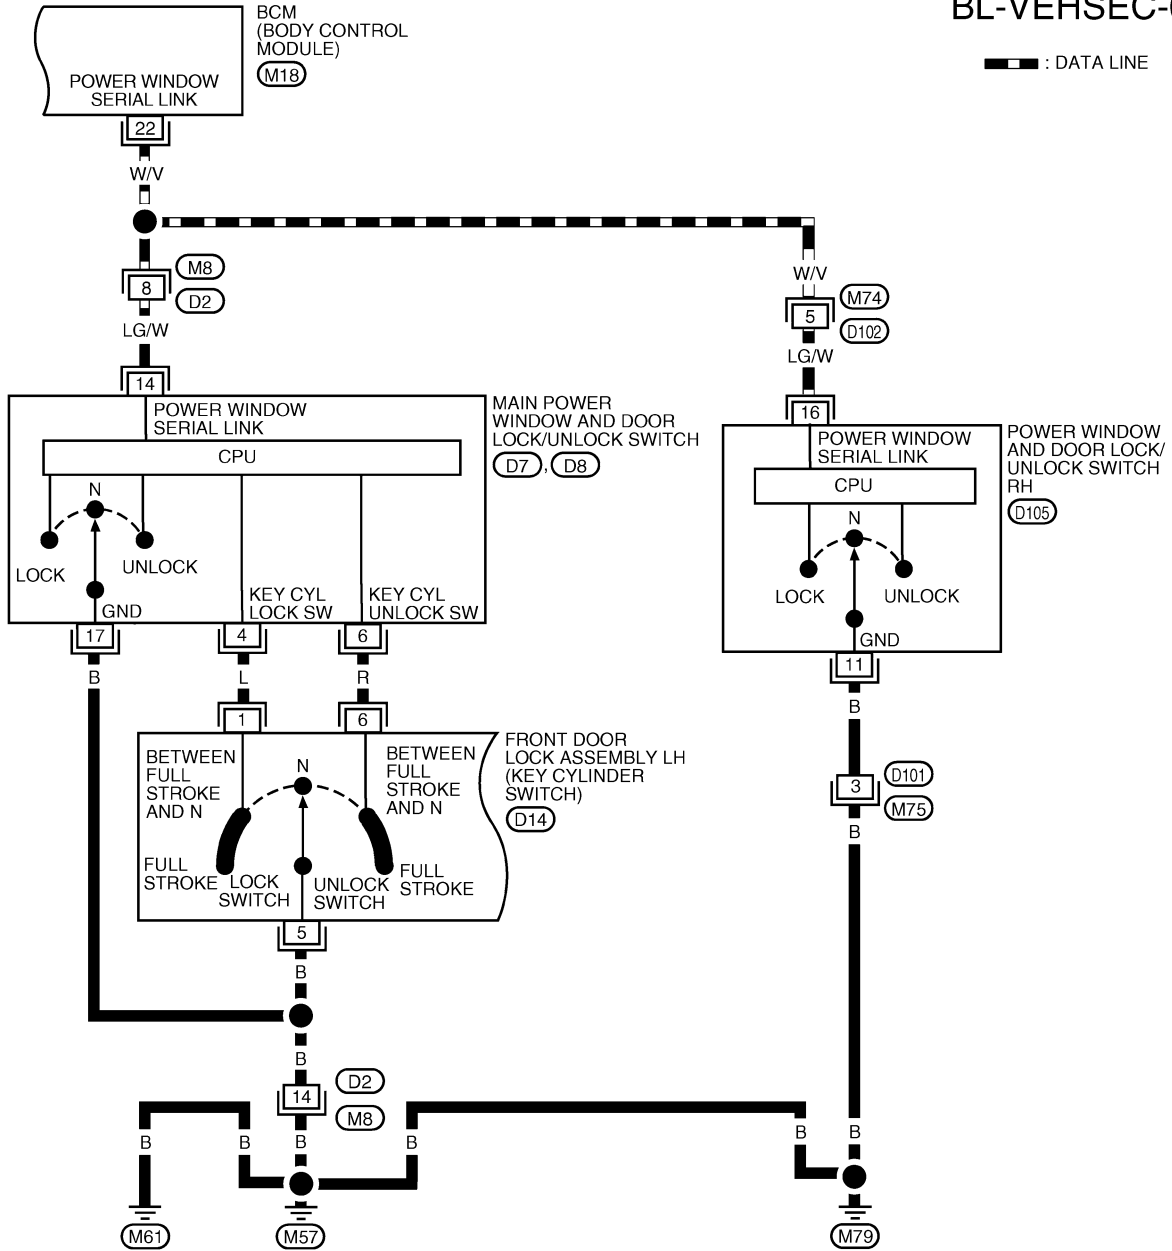 BL-VEHSEC-
: DATA LINE
BCM
(BODY CONTROL
MODULE)
M18
POWER WINDOW
SERIAL LINK
22
W/V
M8
8
D2
LG/W
14
W/V
M74
5
D102
LG/W
16
POWER WINDOW
SERIAL LINK
CPU
N
LOCK
UNLOCK
GND
KEY CYL
LOCK SW
KEY CYL
UNLOCK SW
MAIN POWER
WINDOW AND DOOR
LOCK/UNLOCK SWITCH
D7 , D8
POWER WINDOW
SERIAL LINK
CPU
N
LOCK
UNLOCK
GND
POWER WINDOW
AND DOOR LOCK/
UNLOCK SWITCH
RH
D105
17
4
6
11
B
L
R
B
1
6
BETWEEN
FULL
STROKE
AND N
N
BETWEEN
FULL
STROKE
AND N
FULL
STROKE
LOCK
SWITCH
UNLOCK
SWITCH
FULL
STROKE
FRONT DOOR
LOCK ASSEMBLY LH
(KEY CYLINDER
SWITCH)
D14
D101
3
M75
B
5
B
B
D2
14
M8
B
B
B
B
B
B
M61
M57
M79